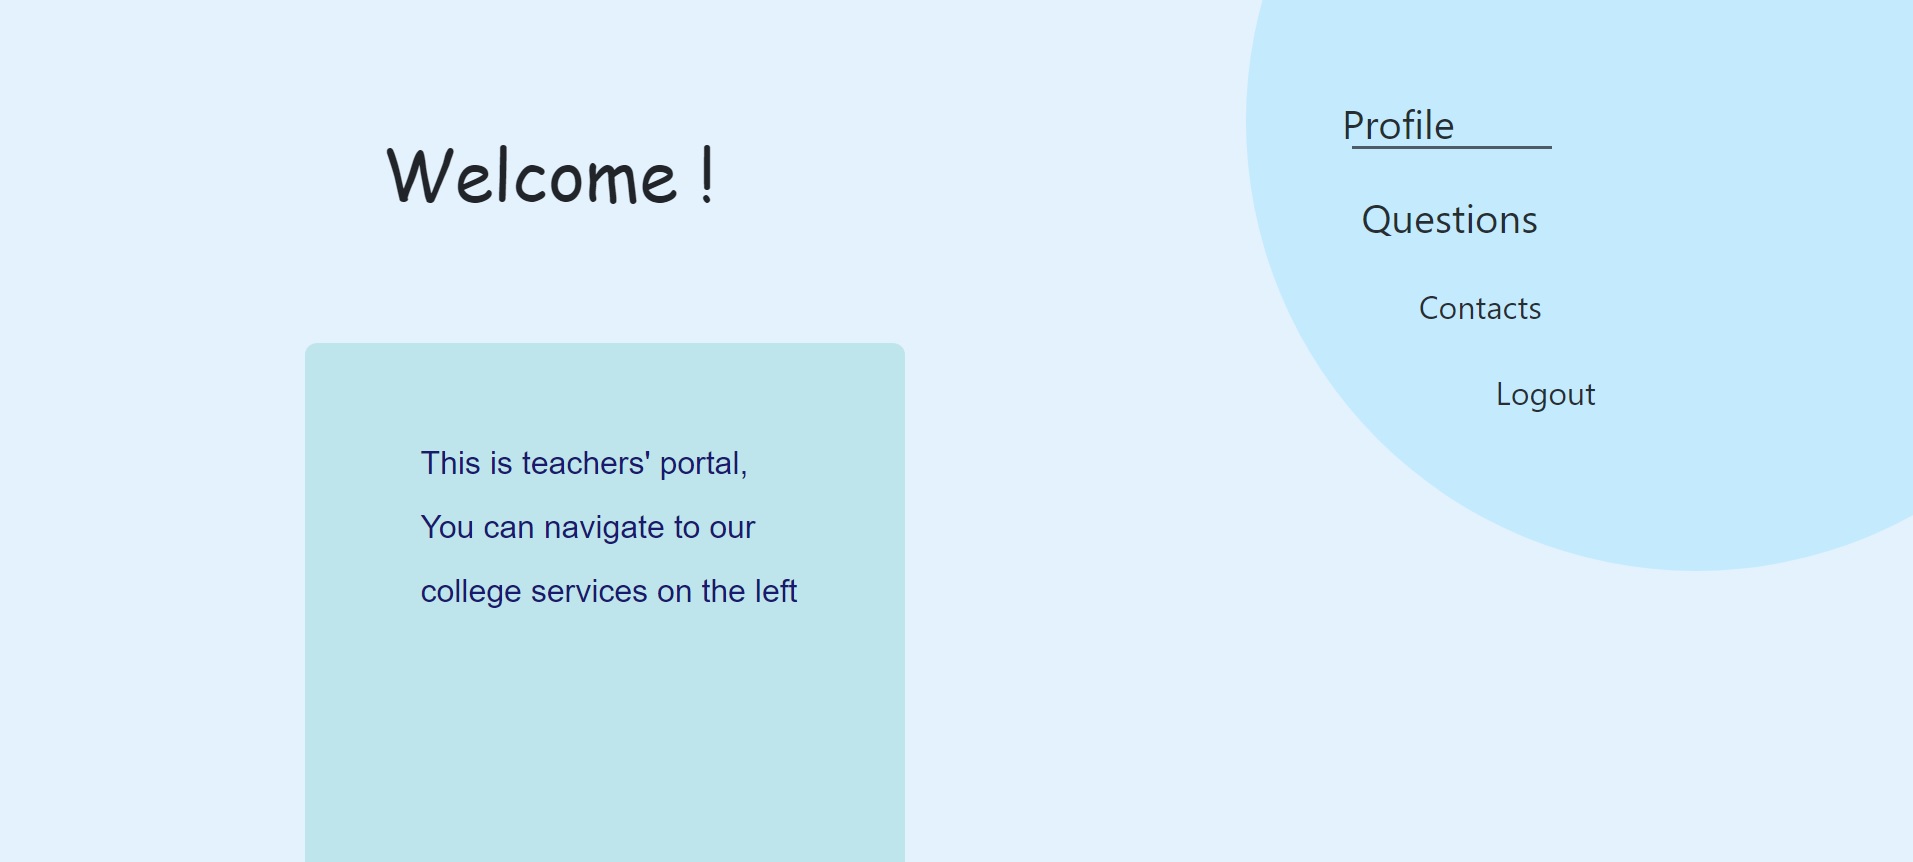 Welcome !
This is teachers' portal,
You can navigate to our
college services on the left
Profile
Questions
Contacts
Logout